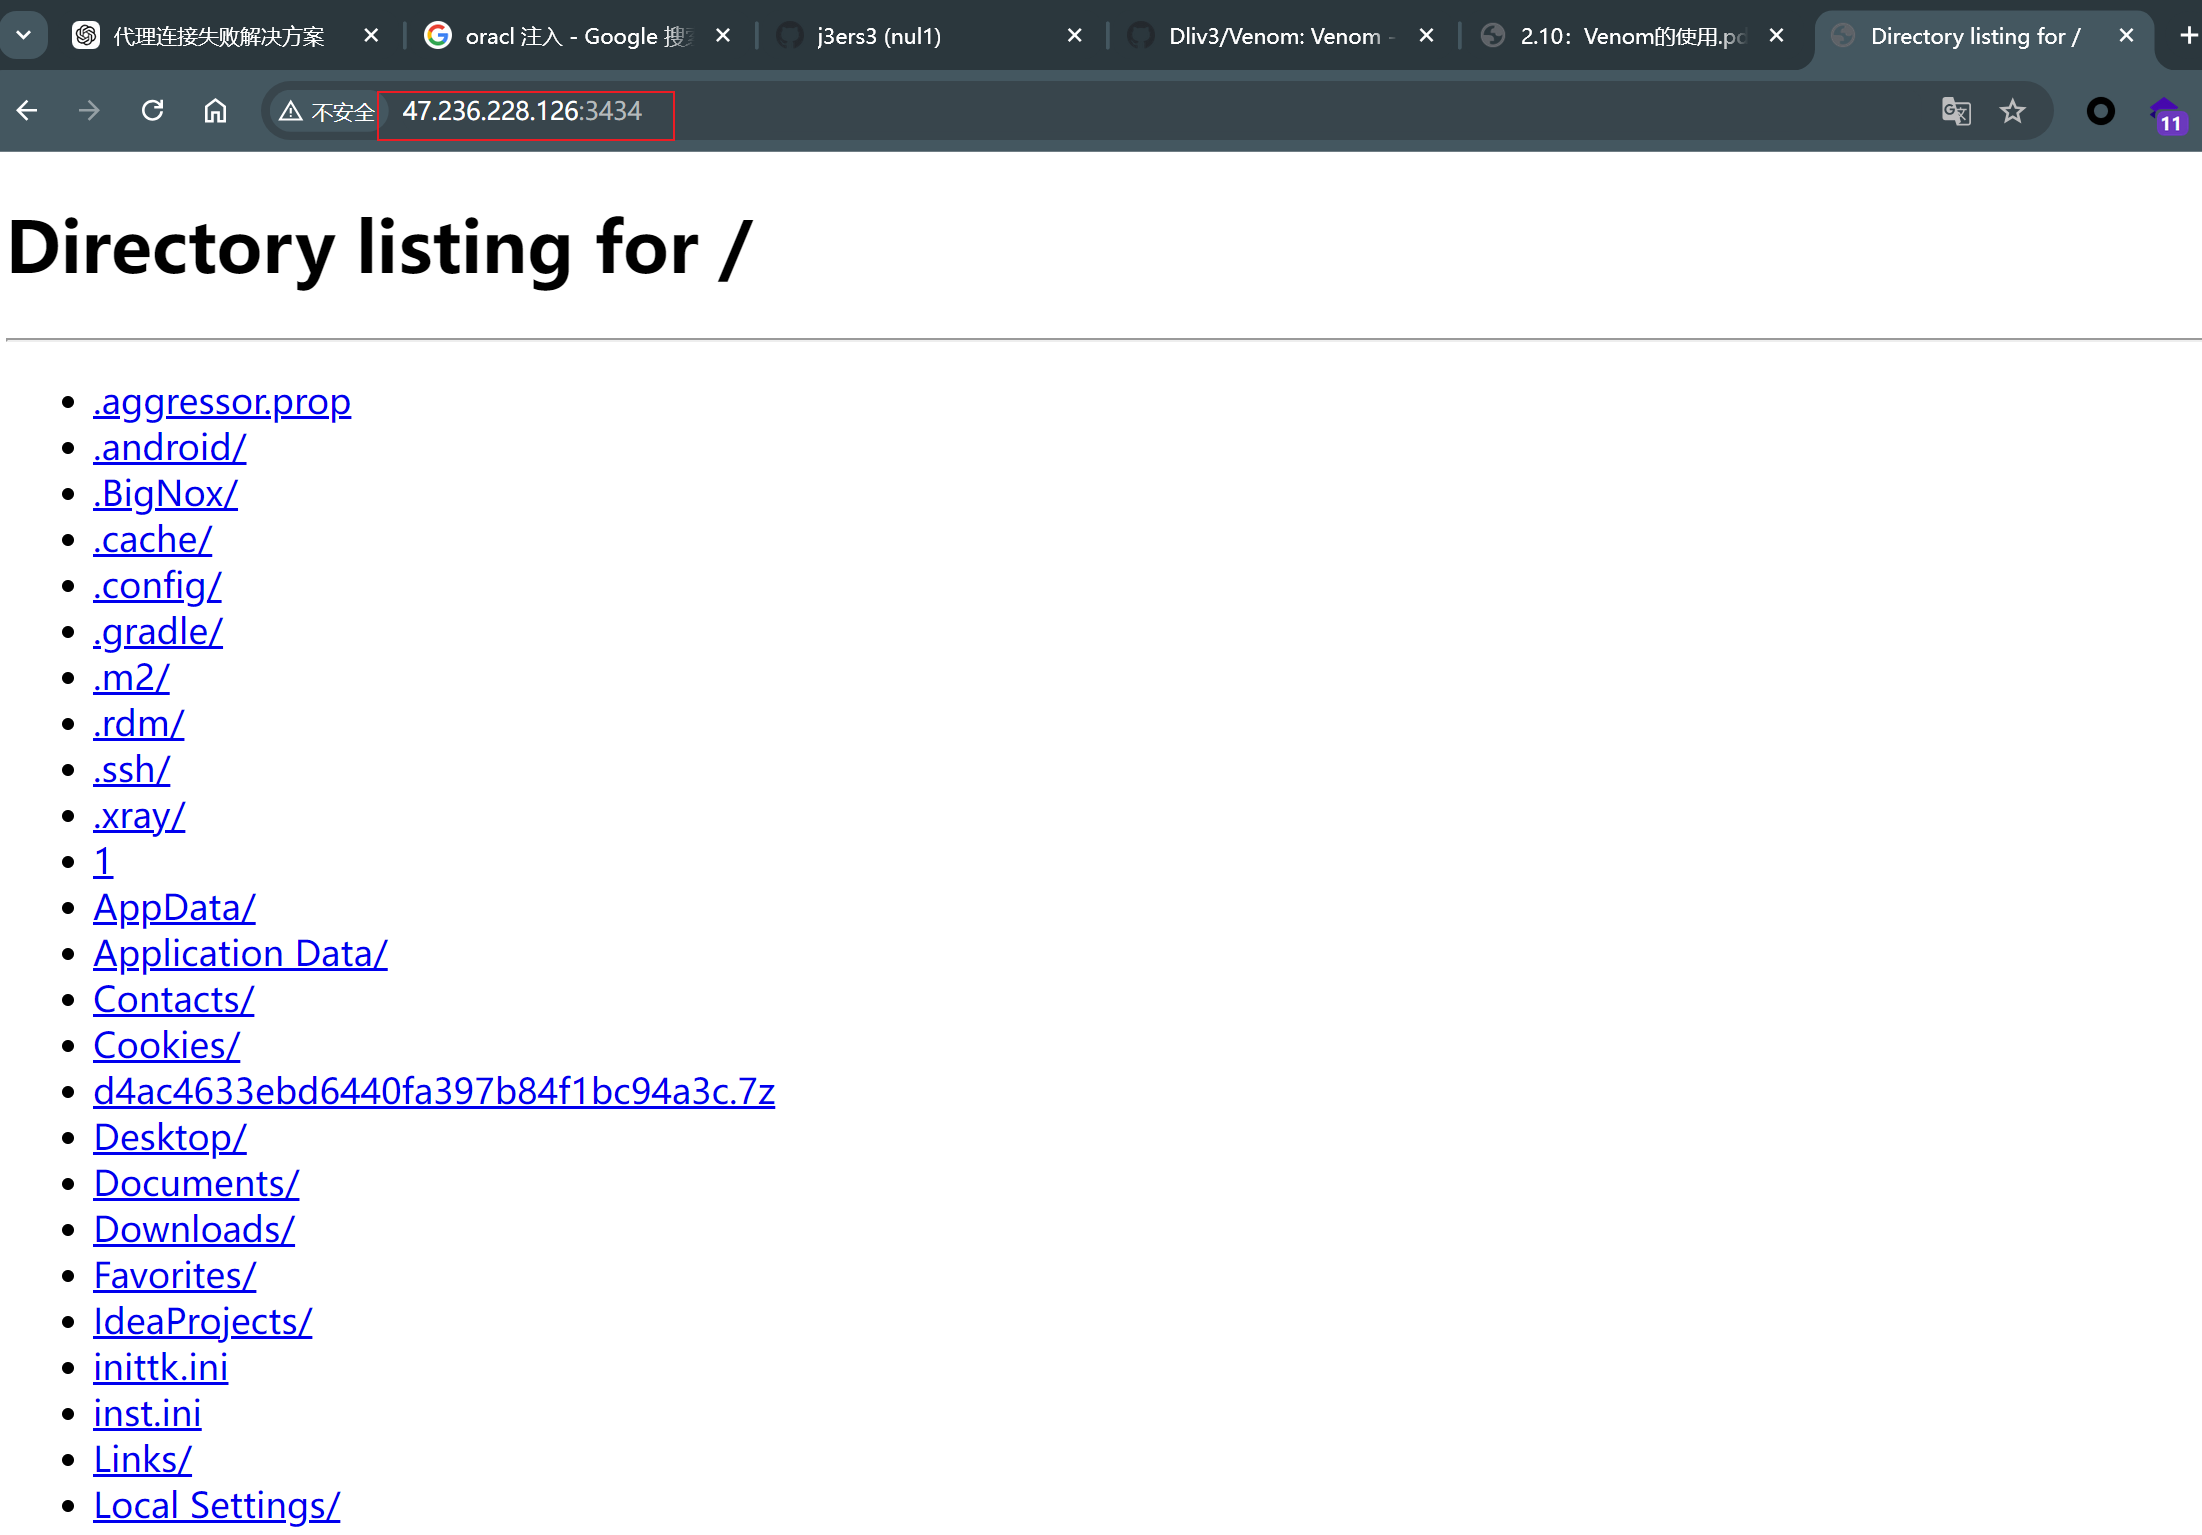 代理连接失败解决方案
oracl 注入 - Google 搜
j3ers3 (nul1)
Dliv3/Venom: Venom -
2.10：Venom的使用.pd
Directory listing for /
不安全
47.236.228.126:3434
11
Directory listing for /
.aggressor.prop
.android/
.BigNox/
.cache/
.config/
.gradle/
.m2/
.rdm/
.ssh/
.xray/
1
AppData/
Application Data/
Contacts/
Cookies/
d4ac4633ebd6440fa397b84f1bc94a3c.7z
Desktop/
Documents/
Downloads/
Favorites/
IdeaProjects/
inittk.ini
inst.ini
Links/
Local Settings/